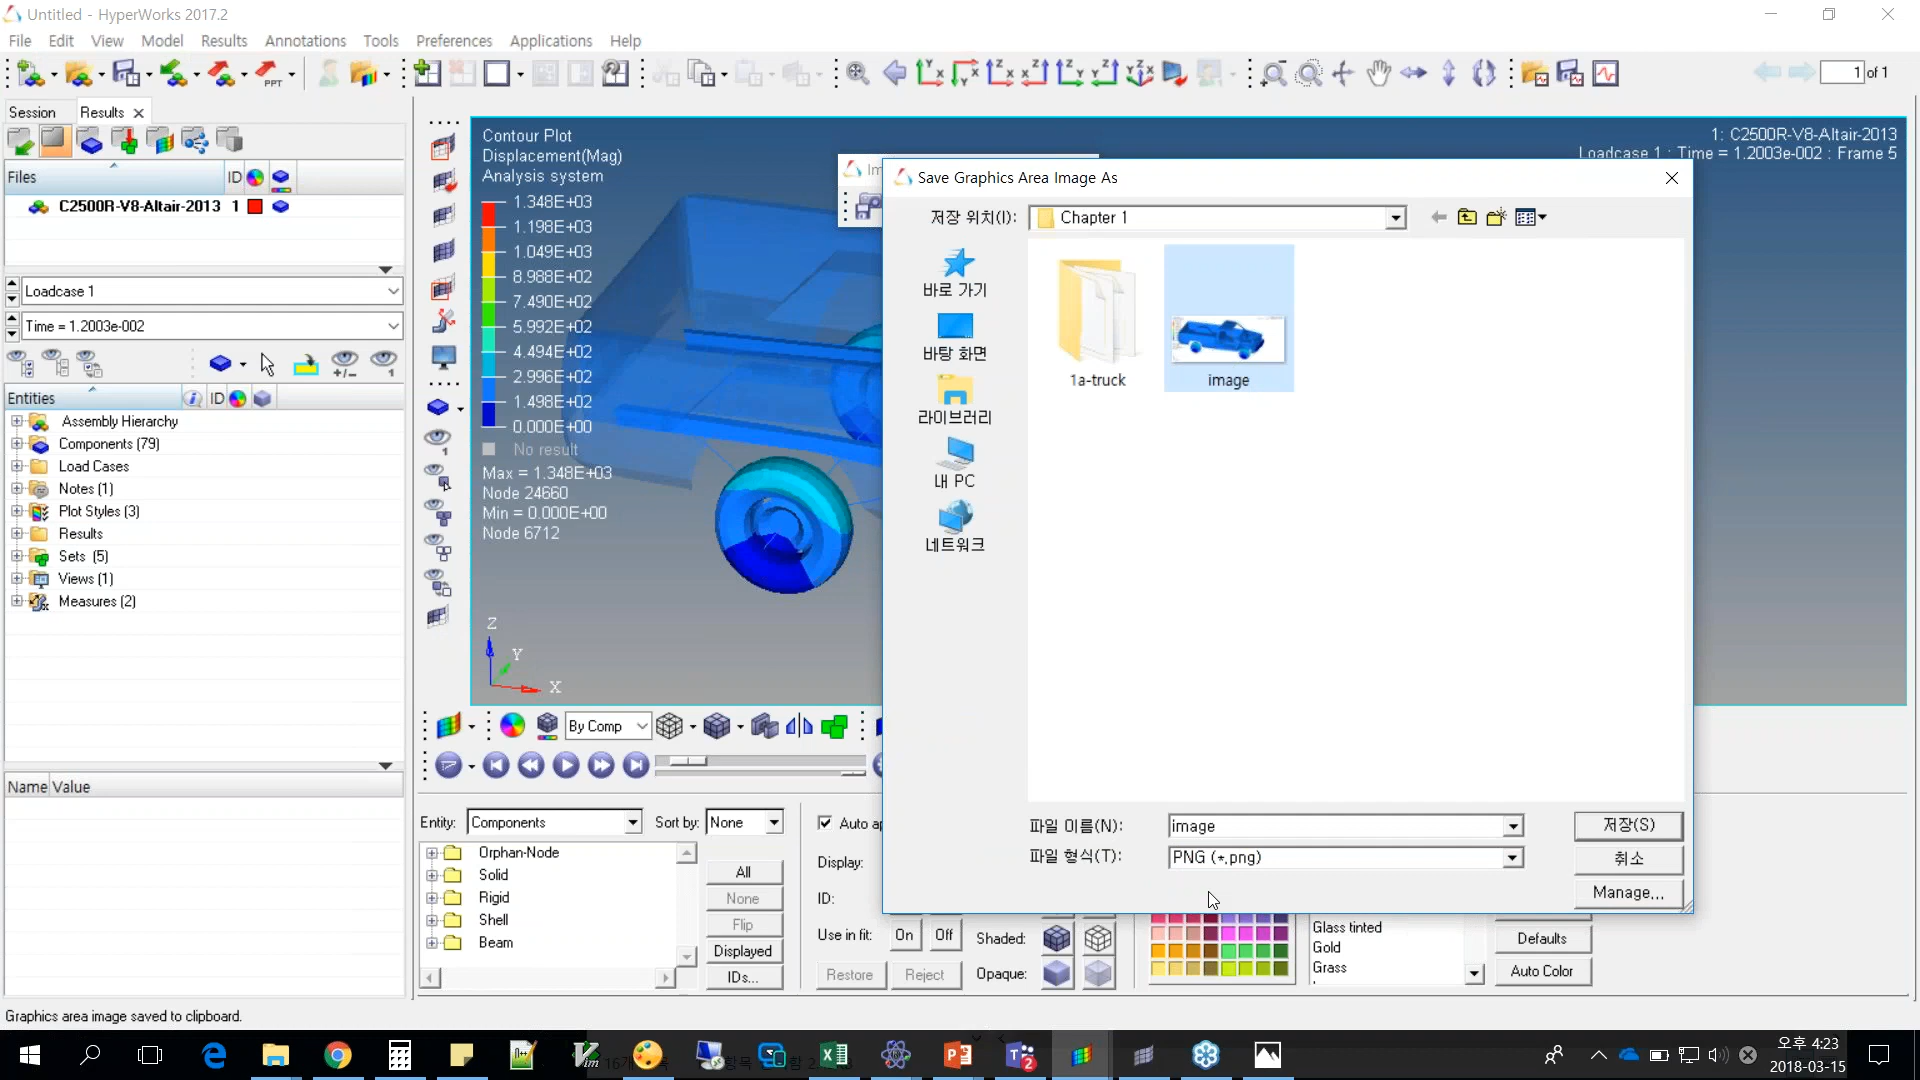 Untitled - HyperWorks 2017.2
File Edit View Model Results Annotations Tools Preferences Applications Help
PPT
1 of 1
Session Results
Files ID
C2500R-V8-Altair-2013 1
Loadcase 1
Time = 1.2003e-002
Entities ID
Assembly Hierarchy
Components (79)
Load Cases
Notes (1)
Plot Styles (3)
Results
Sets (5)
Views (1)
Measures (2)
Name Value
Contour Plot
Displacement(Mag)
Analysis system
1.348E+03
1.198E+03
1.049E+03
8.988E+02
7.490E+02
5.992E+02
4.494E+02
2.996E+02
1.498E+02
0.000E+00
No result
Max = 1.348E+03
Node 24660
Min = 0.000E+00
Node 6712
Z
Y
X
1: C2500R-V8-Altair-2013
Loadcase 1 : Time = 1.2003e-002 : Frame 5
Save Graphics Area Image As
저장 위치(I): Chapter 1
바로 가기
바탕 화면
라이브러리
내 PC
네트워크
1a-truck
image
파일 이름(N): image 저장(S)
파일 형식(T): PNG (*.png) 취소
Manage...
By Comp
Entity: Components Sort by: None
Orphan-Node
Solid
Rigid
Shell
Beam
All
None
Flip
Displayed
IDs...
Auto ap
Display:
ID:
Use in fit: On Off
Restore Reject
Shaded:
Opaque:
Glass tinted
Gold
Grass
Defaults
Auto Color
Graphics area image saved to clipboard.
오후 4:23
2018-03-15